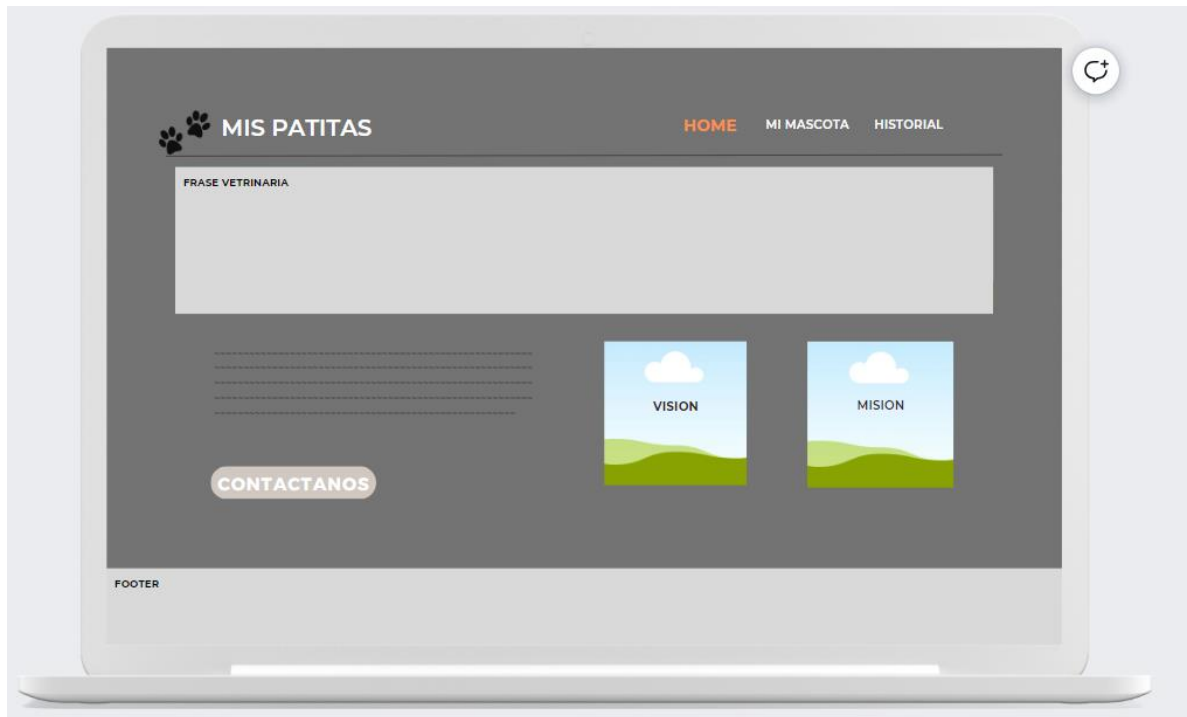 MIS PATITAS
HOME MI MASCOTA HISTORIAL
FRASE VETRINARIA
VISION
MISION
CONTACTANOS
FOOTER